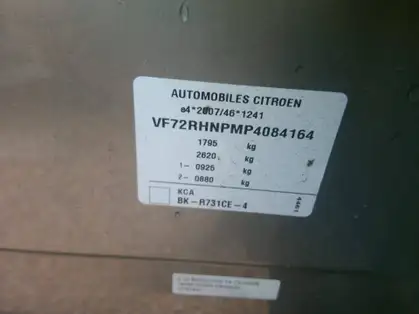 AUTOMOBILES CITROEN
e4*2007/46*1241
VF72RHNPMP4084164
1795 kg
2620 kg
1- 0925 kg
2- 0880 kg
KCA
BK-R731CE-4
4461